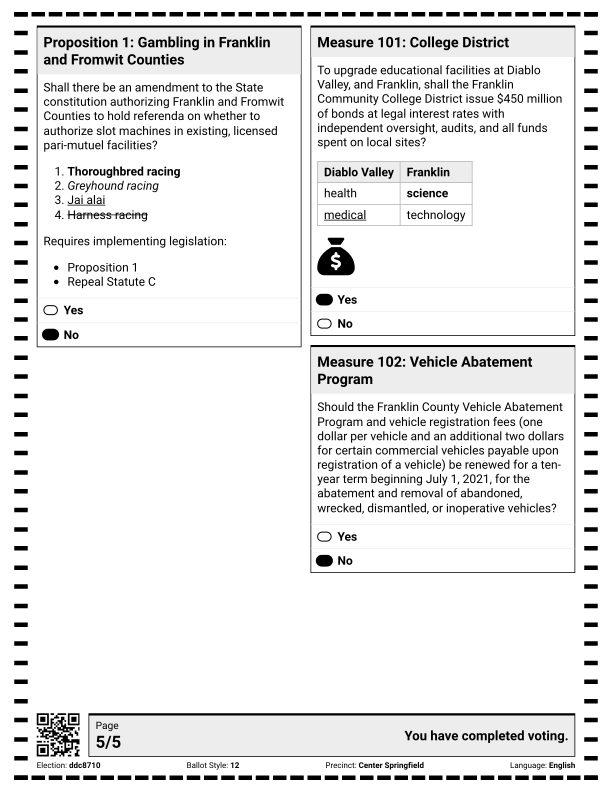 Proposition 1: Gambling in Franklin
and Fromwit Counties
Shall there be an amendment to the State
constitution authorizing Franklin and Fromwit
Counties to hold referenda on whether to
authorize slot machines in existing, licensed
pari-mutuel facilities?
1. Thoroughbred racing
2. Greyhound racing
3. Jai alai
4. Harness racing
Requires implementing legislation:
• Proposition 1
• Repeal Statute C
Yes
No
Measure 101: College District
To upgrade educational facilities at Diablo
Valley, and Franklin, shall the Franklin
Community College District issue $450 million
of bonds at legal interest rates with
independent oversight, audits, and all funds
spent on local sites?
Diablo Valley Franklin
health science
medical technology
$
Yes
No
Measure 102: Vehicle Abatement
Program
Should the Franklin County Vehicle Abatement
Program and vehicle registration fees (one
dollar per vehicle and an additional two dollars
for certain commercial vehicles payable upon
registration of a vehicle) be renewed for a ten-
year term beginning July 1, 2021, for the
abatement and removal of abandoned,
wrecked, dismantled, or inoperative vehicles?
Yes
No
Page
5/5
You have completed voting.
Election: ddc8710 Ballot Style: 12 Precinct: Center Springfield Language: English